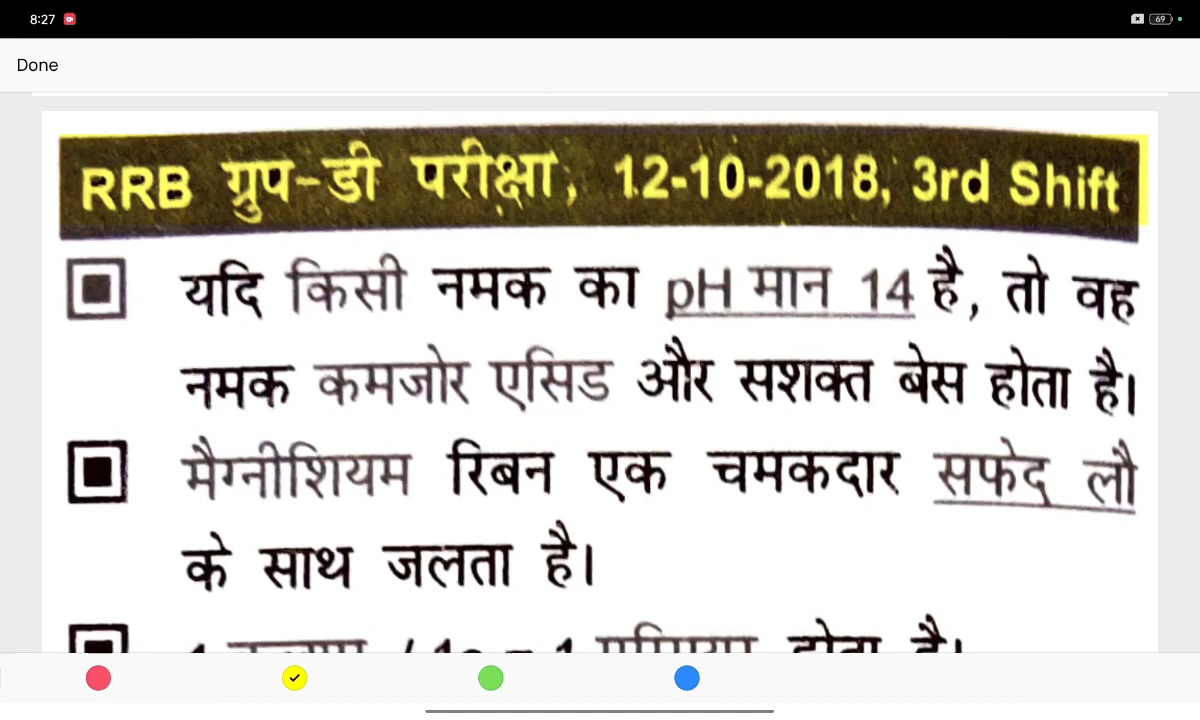 8:27
69
Done
RRB ग्रुप-डी परीक्षा, 12-10-2018, 3rd Shift
यदि किसी नमक का pH मान 14 है, तो वह
नमक कमजोर एसिड और सशक्त बेस होता है।
मैग्नीशियम रिबन एक चमकदार सफेद लौ
के साथ जलता है।
होता है।